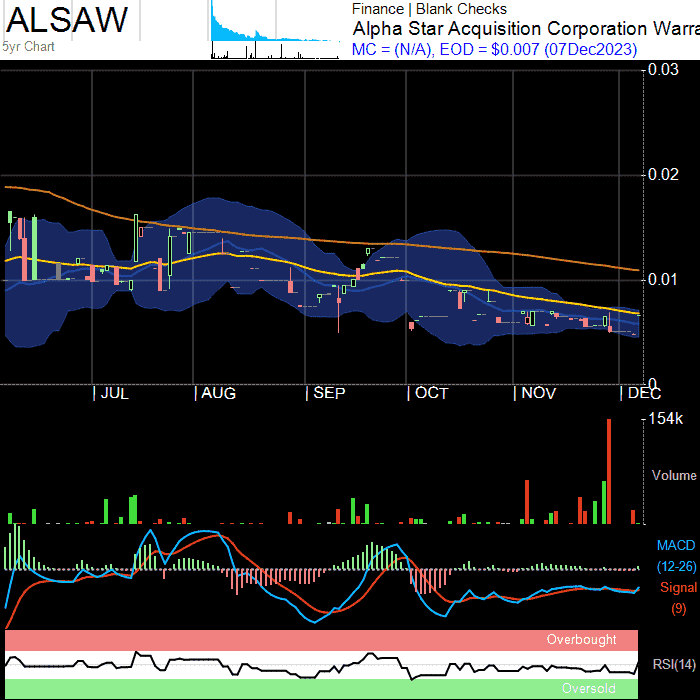 ALSAW
5yr Chart
Finance | Blank Checks
Alpha Star Acquisition Corporation Warra
MC = (N/A), EOD = $0.007 (07Dec2023)
0.03
0.02
0.01
0
JUL AUG SEP OCT NOV DEC
154k
Volume
MACD
(12-26)
Signal
(9)
Overbought
RSI(14)
Oversold